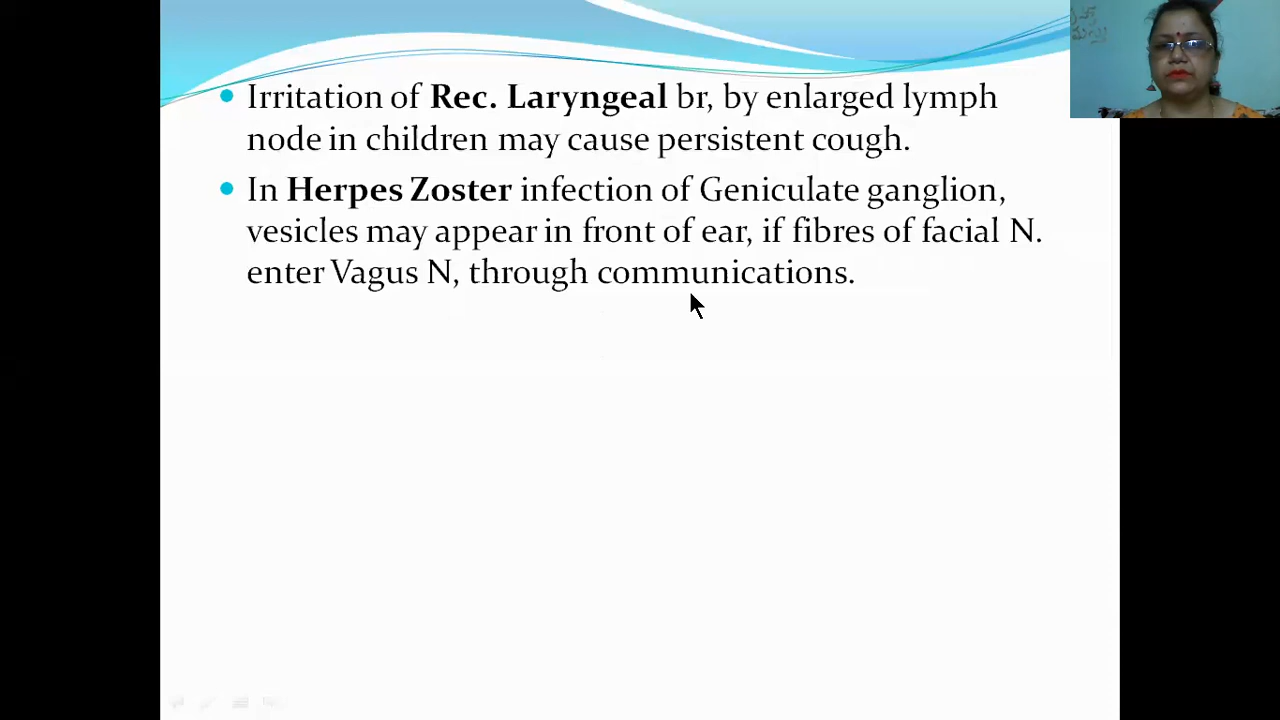 Irritation of Rec. Laryngeal br, by enlarged lymph
node in children may cause persistent cough.
In Herpes Zoster infection of Geniculate ganglion,
vesicles may appear in front of ear, if fibres of facial N.
enter Vagus N, through communications.